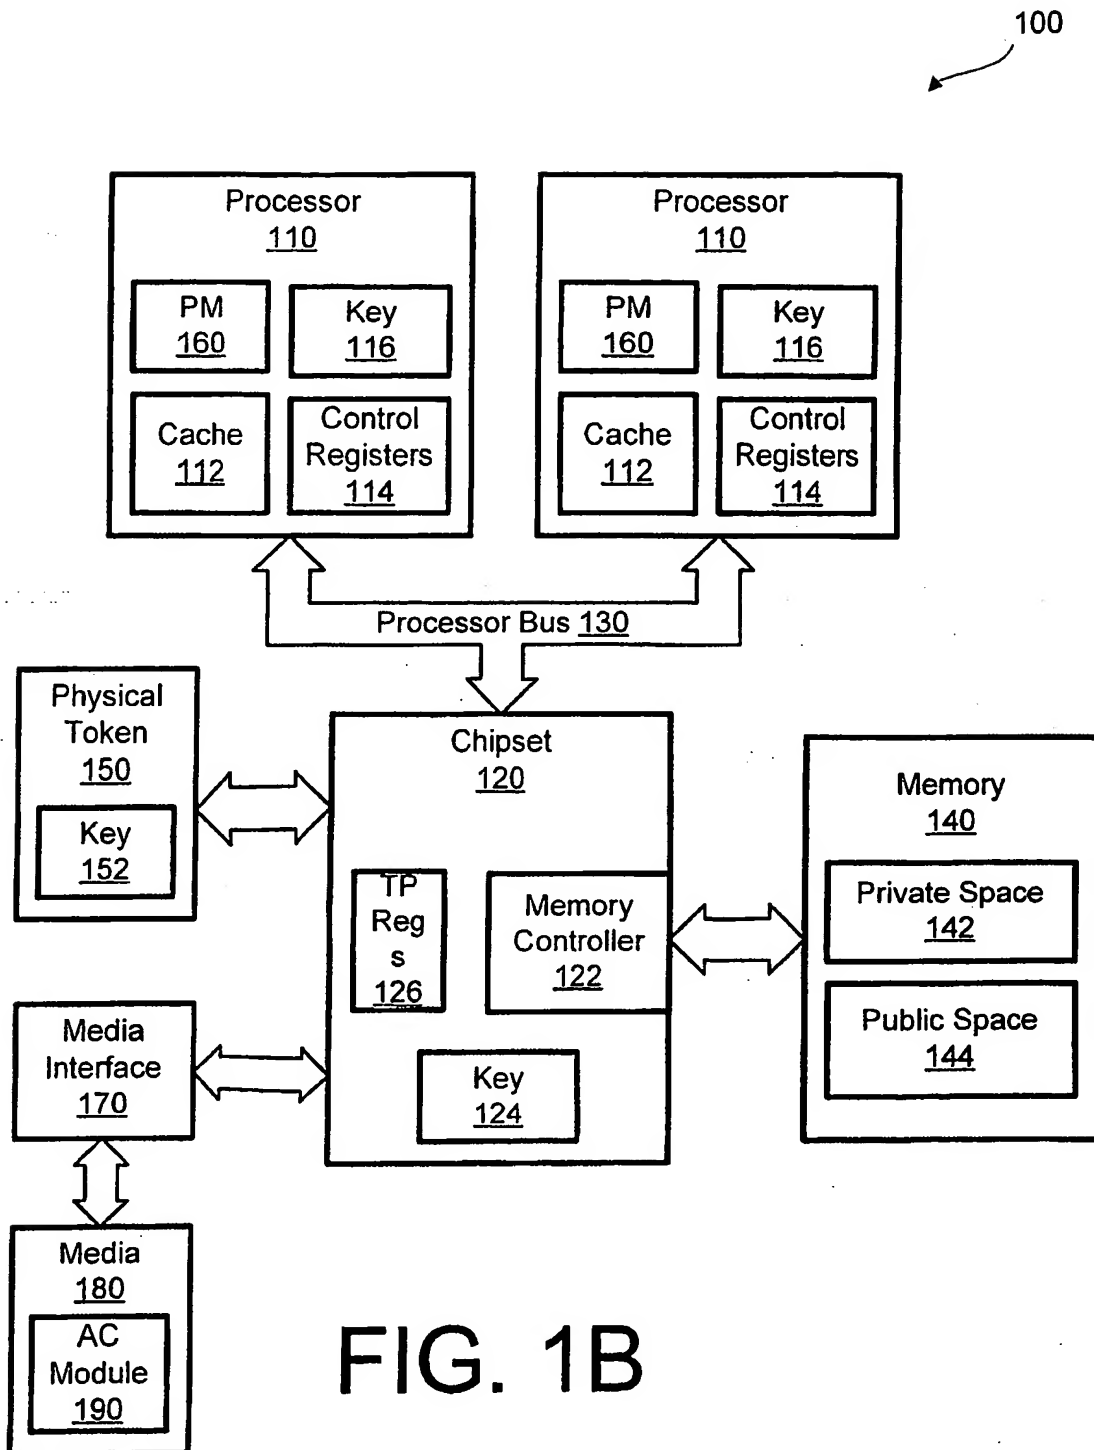 100
Processor
110
PM
160
Key
116
Cache
112
Control
Registers
114
Processor
110
PM
160
Key
116
Cache
112
Control
Registers
114
Processor Bus 130
Physical
Token
150
Key
152
Chipset
120
TP
Reg
s
126
Memory
Controller
122
Key
124
Memory
140
Private Space
142
Public Space
144
Media
Interface
170
Media
180
AC
Module
190
FIG. 1B